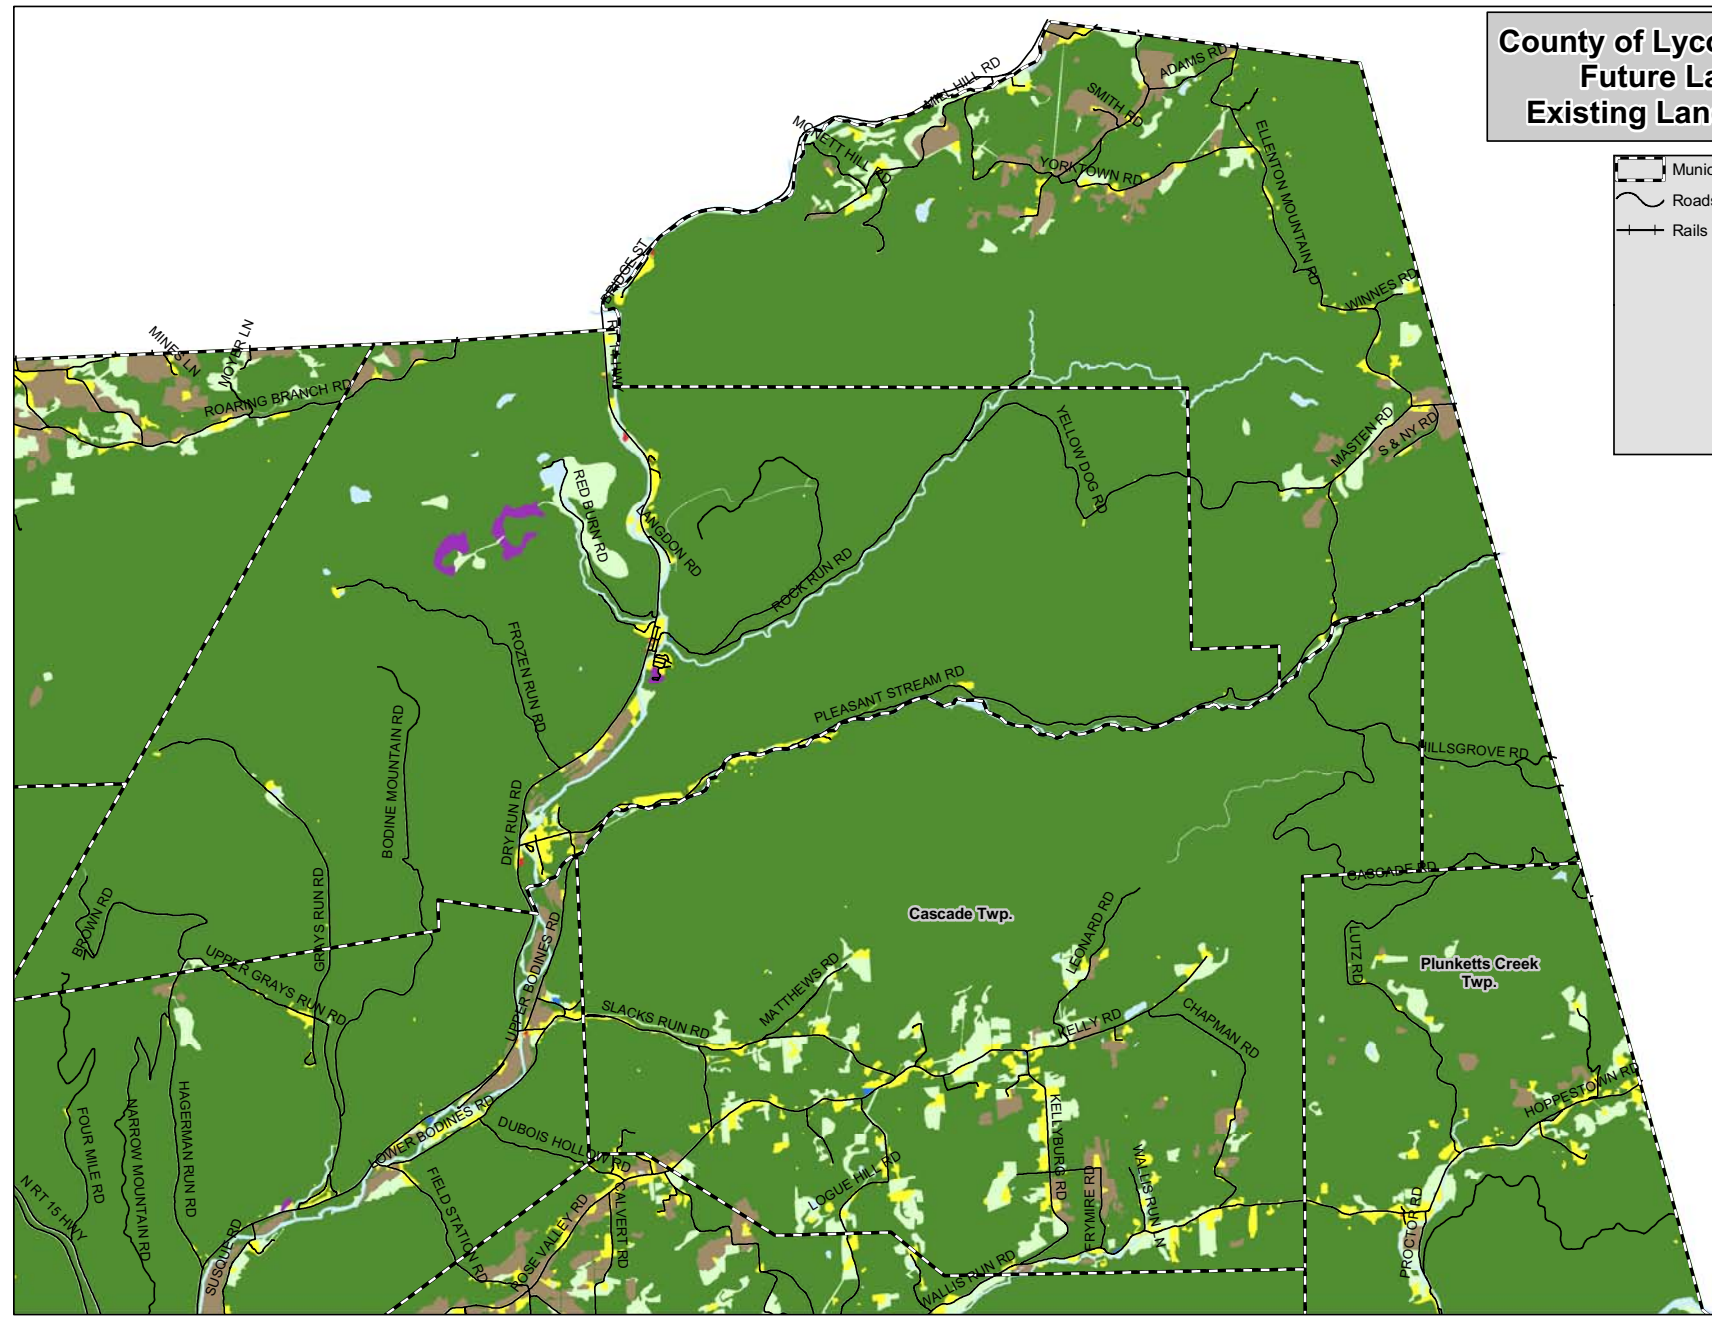 County of Lyco
Future La
Existing Lan
Munic
Roads
Rails
MILL HILL RD
ADAMS RD
SMITH RD
MONETT HILL RD
YORKTOWN RD
ELLENTON MOUNTAIN RD
BRIDGE ST
WINNES RD
RT 14 HWY
MINES LN
MOYER LN
ROARING BRANCH RD
YELLOW DOG RD
MASTEN RD
S & NY RD
RED BURN RD
LANGDON RD
ROCK RUN RD
FROZEN RUN RD
PLEASANT STREAM RD
BODINE MOUNTAIN RD
HILLSGROVE RD
DRY RUN RD
CASCADE RD
BROWN RD
GRAYS RUN RD
UPPER BODINES RD
Cascade Twp.
LEONARD RD
LUTZ RD
Plunketts Creek
Twp.
UPPER GRAYS RUN RD
MATTHEWS RD
SLACKS RUN RD
KELLY RD
CHAPMAN RD
HOPPESTOWN RD
FOUR MILE RD
NARROW MOUNTAIN RD
HAGERMAN RUN RD
LOWER BODINES RD
DUBOIS HOLLOW RD
KELLYBURG RD
N RT 15 HWY
SUSQUE RD
FIELD STATION RD
ROSE VALLEY RD
CALVERT RD
LOGUE HILL RD
FRYMIRE RD
WALLIS RUN LN
WALLIS RUN RD
PROCTOR RD